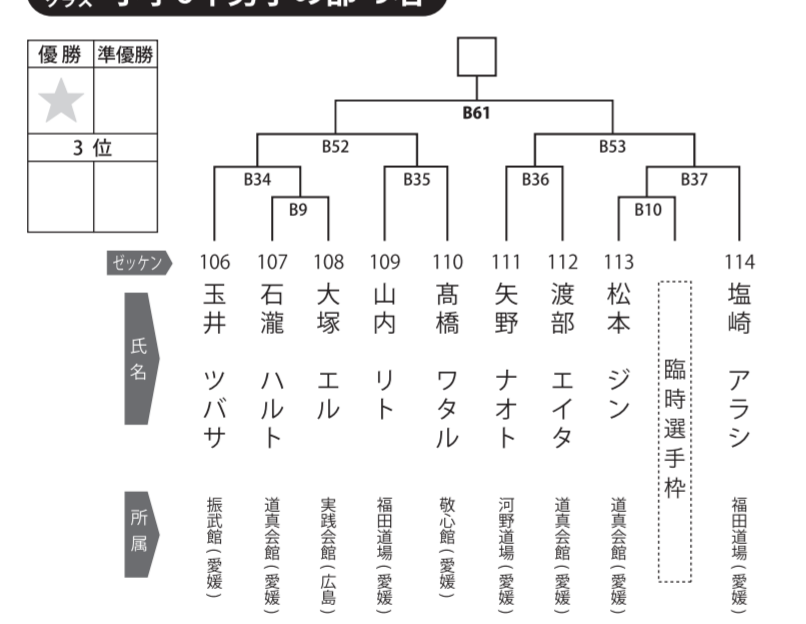 優勝 準優勝
3 位
B61
B52 B53
B34 B35 B36 B37
B9 B10
ゼッケン 106 107 108 109 110 111 112 113 114
氏名
玉井 ツバサ
石瀧 ハルト
大塚 エル
山内 リト
髙橋 ワタル
矢野 ナオト
渡部 エイタ
松本 ジン
臨時選手枠
塩崎 アラシ
所属
振武館(愛媛)
道真会館(愛媛)
実践会館(広島)
福田道場(愛媛)
敬心館(愛媛)
河野道場(愛媛)
道真会館(愛媛)
道真会館(愛媛)
福田道場(愛媛)